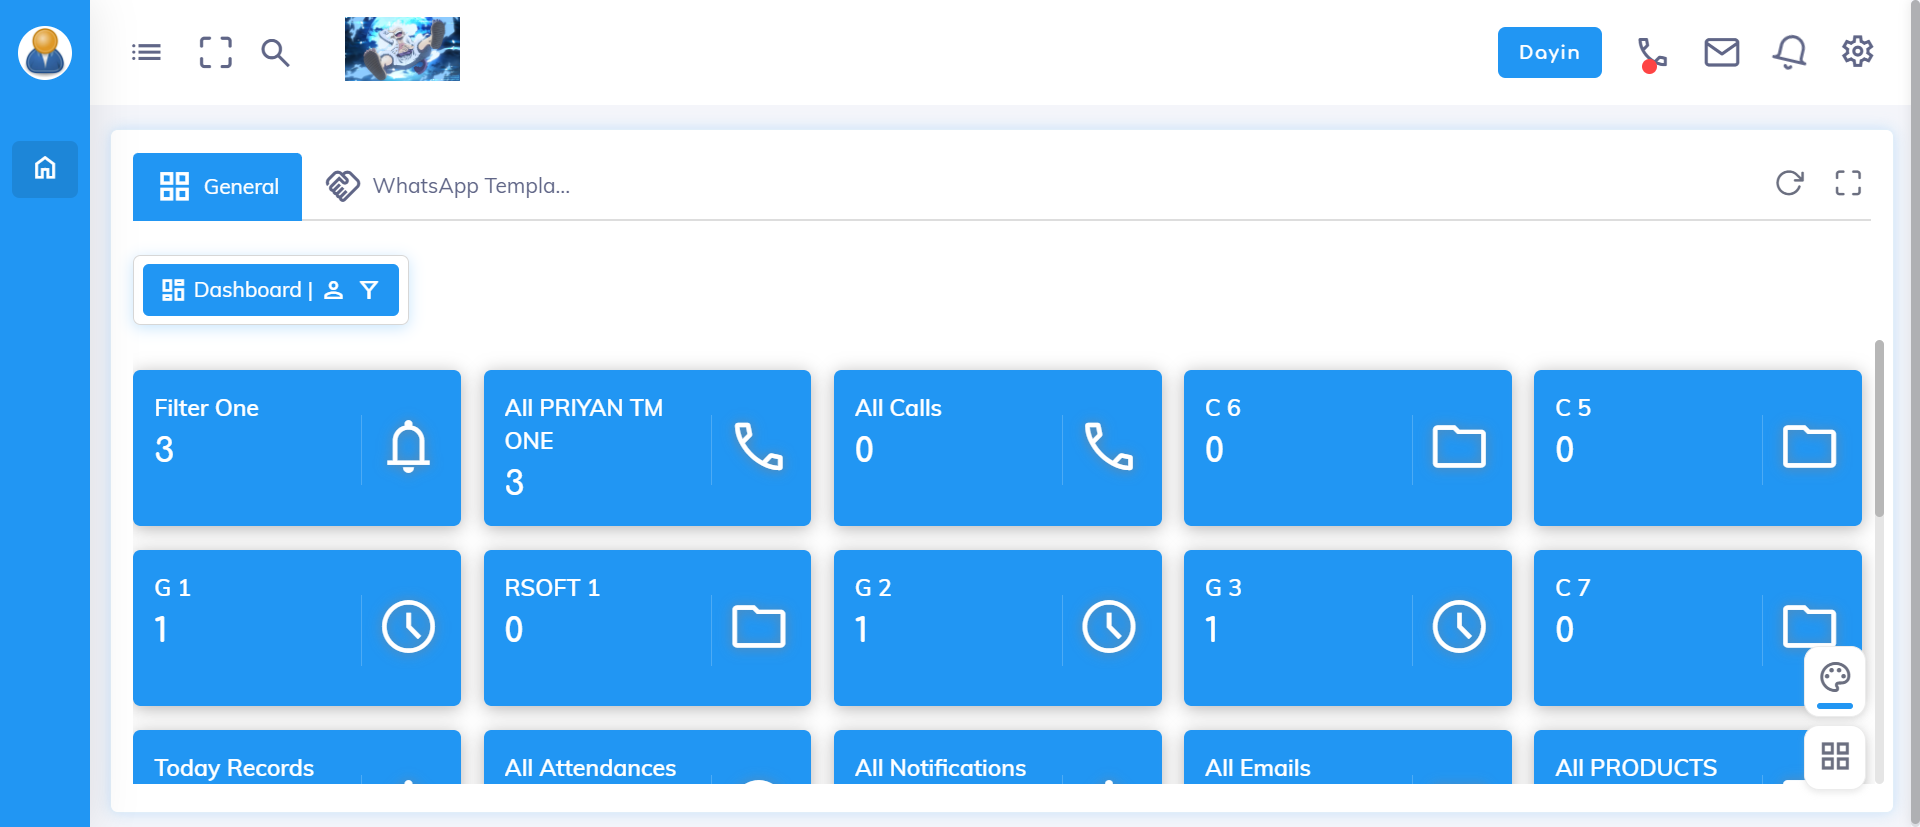 Dayin
General
WhatsApp Templa...
Dashboard |
Filter One
3
All PRIYAN TM
ONE
3
All Calls
0
C 6
0
C 5
0
G 1
1
RSOFT 1
0
G 2
1
G 3
1
C 7
0
Today Records
All Attendances
All Notifications
All Emails
All PRODUCTS